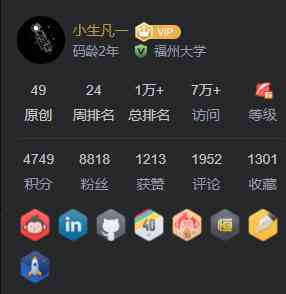 小生凡一 VIP
码龄2年 福州大学
49 24 1万+ 7万+
原创 周排名 总排名 访问 等级
4749 8818 1213 1952 1301
积分 粉丝 获赞 评论 收藏
in 40